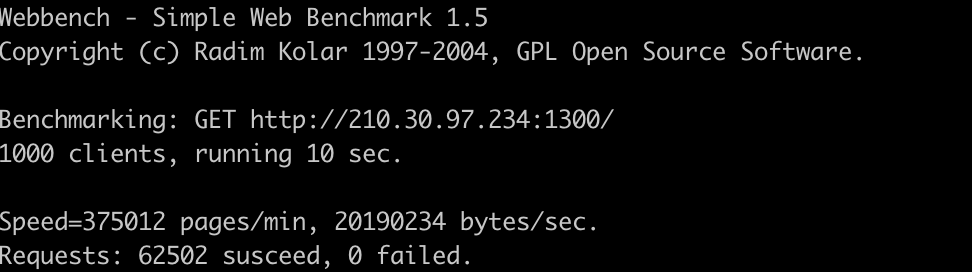 Webbench - Simple Web Benchmark 1.5
Copyright (c) Radim Kolar 1997-2004, GPL Open Source Software.
Benchmarking: GET http://210.30.97.234:1300/
1000 clients, running 10 sec.
Speed=375012 pages/min, 20190234 bytes/sec.
Requests: 62502 susceed, 0 failed.